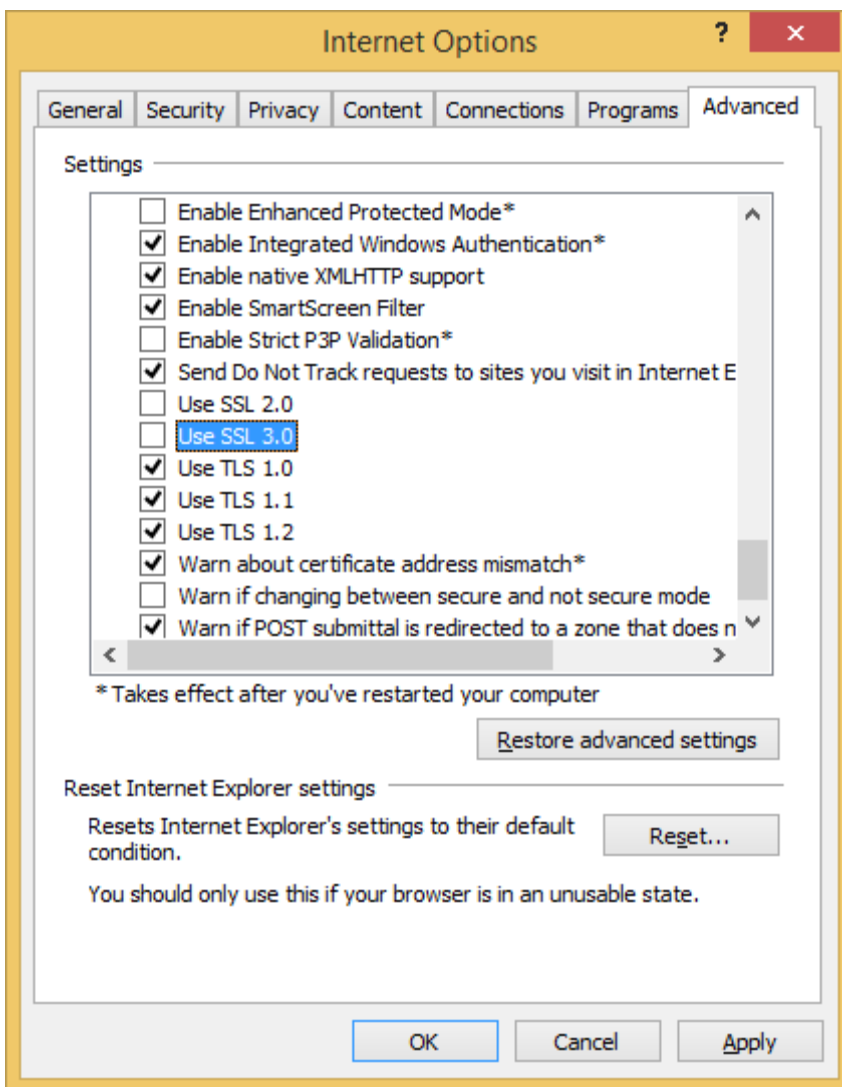 Internet Options
? ×
General Security Privacy Content Connections Programs Advanced
Settings
Enable Enhanced Protected Mode*
Enable Integrated Windows Authentication*
Enable native XMLHTTP support
Enable SmartScreen Filter
Enable Strict P3P Validation*
Send Do Not Track requests to sites you visit in Internet E
Use SSL 2.0
Use SSL 3.0
Use TLS 1.0
Use TLS 1.1
Use TLS 1.2
Warn about certificate address mismatch*
Warn if changing between secure and not secure mode
Warn if POST submittal is redirected to a zone that does n
*Takes effect after you've restarted your computer
Restore advanced settings
Reset Internet Explorer settings
Resets Internet Explorer's settings to their default
condition.
Reset...
You should only use this if your browser is in an unusable state.
OK Cancel Apply